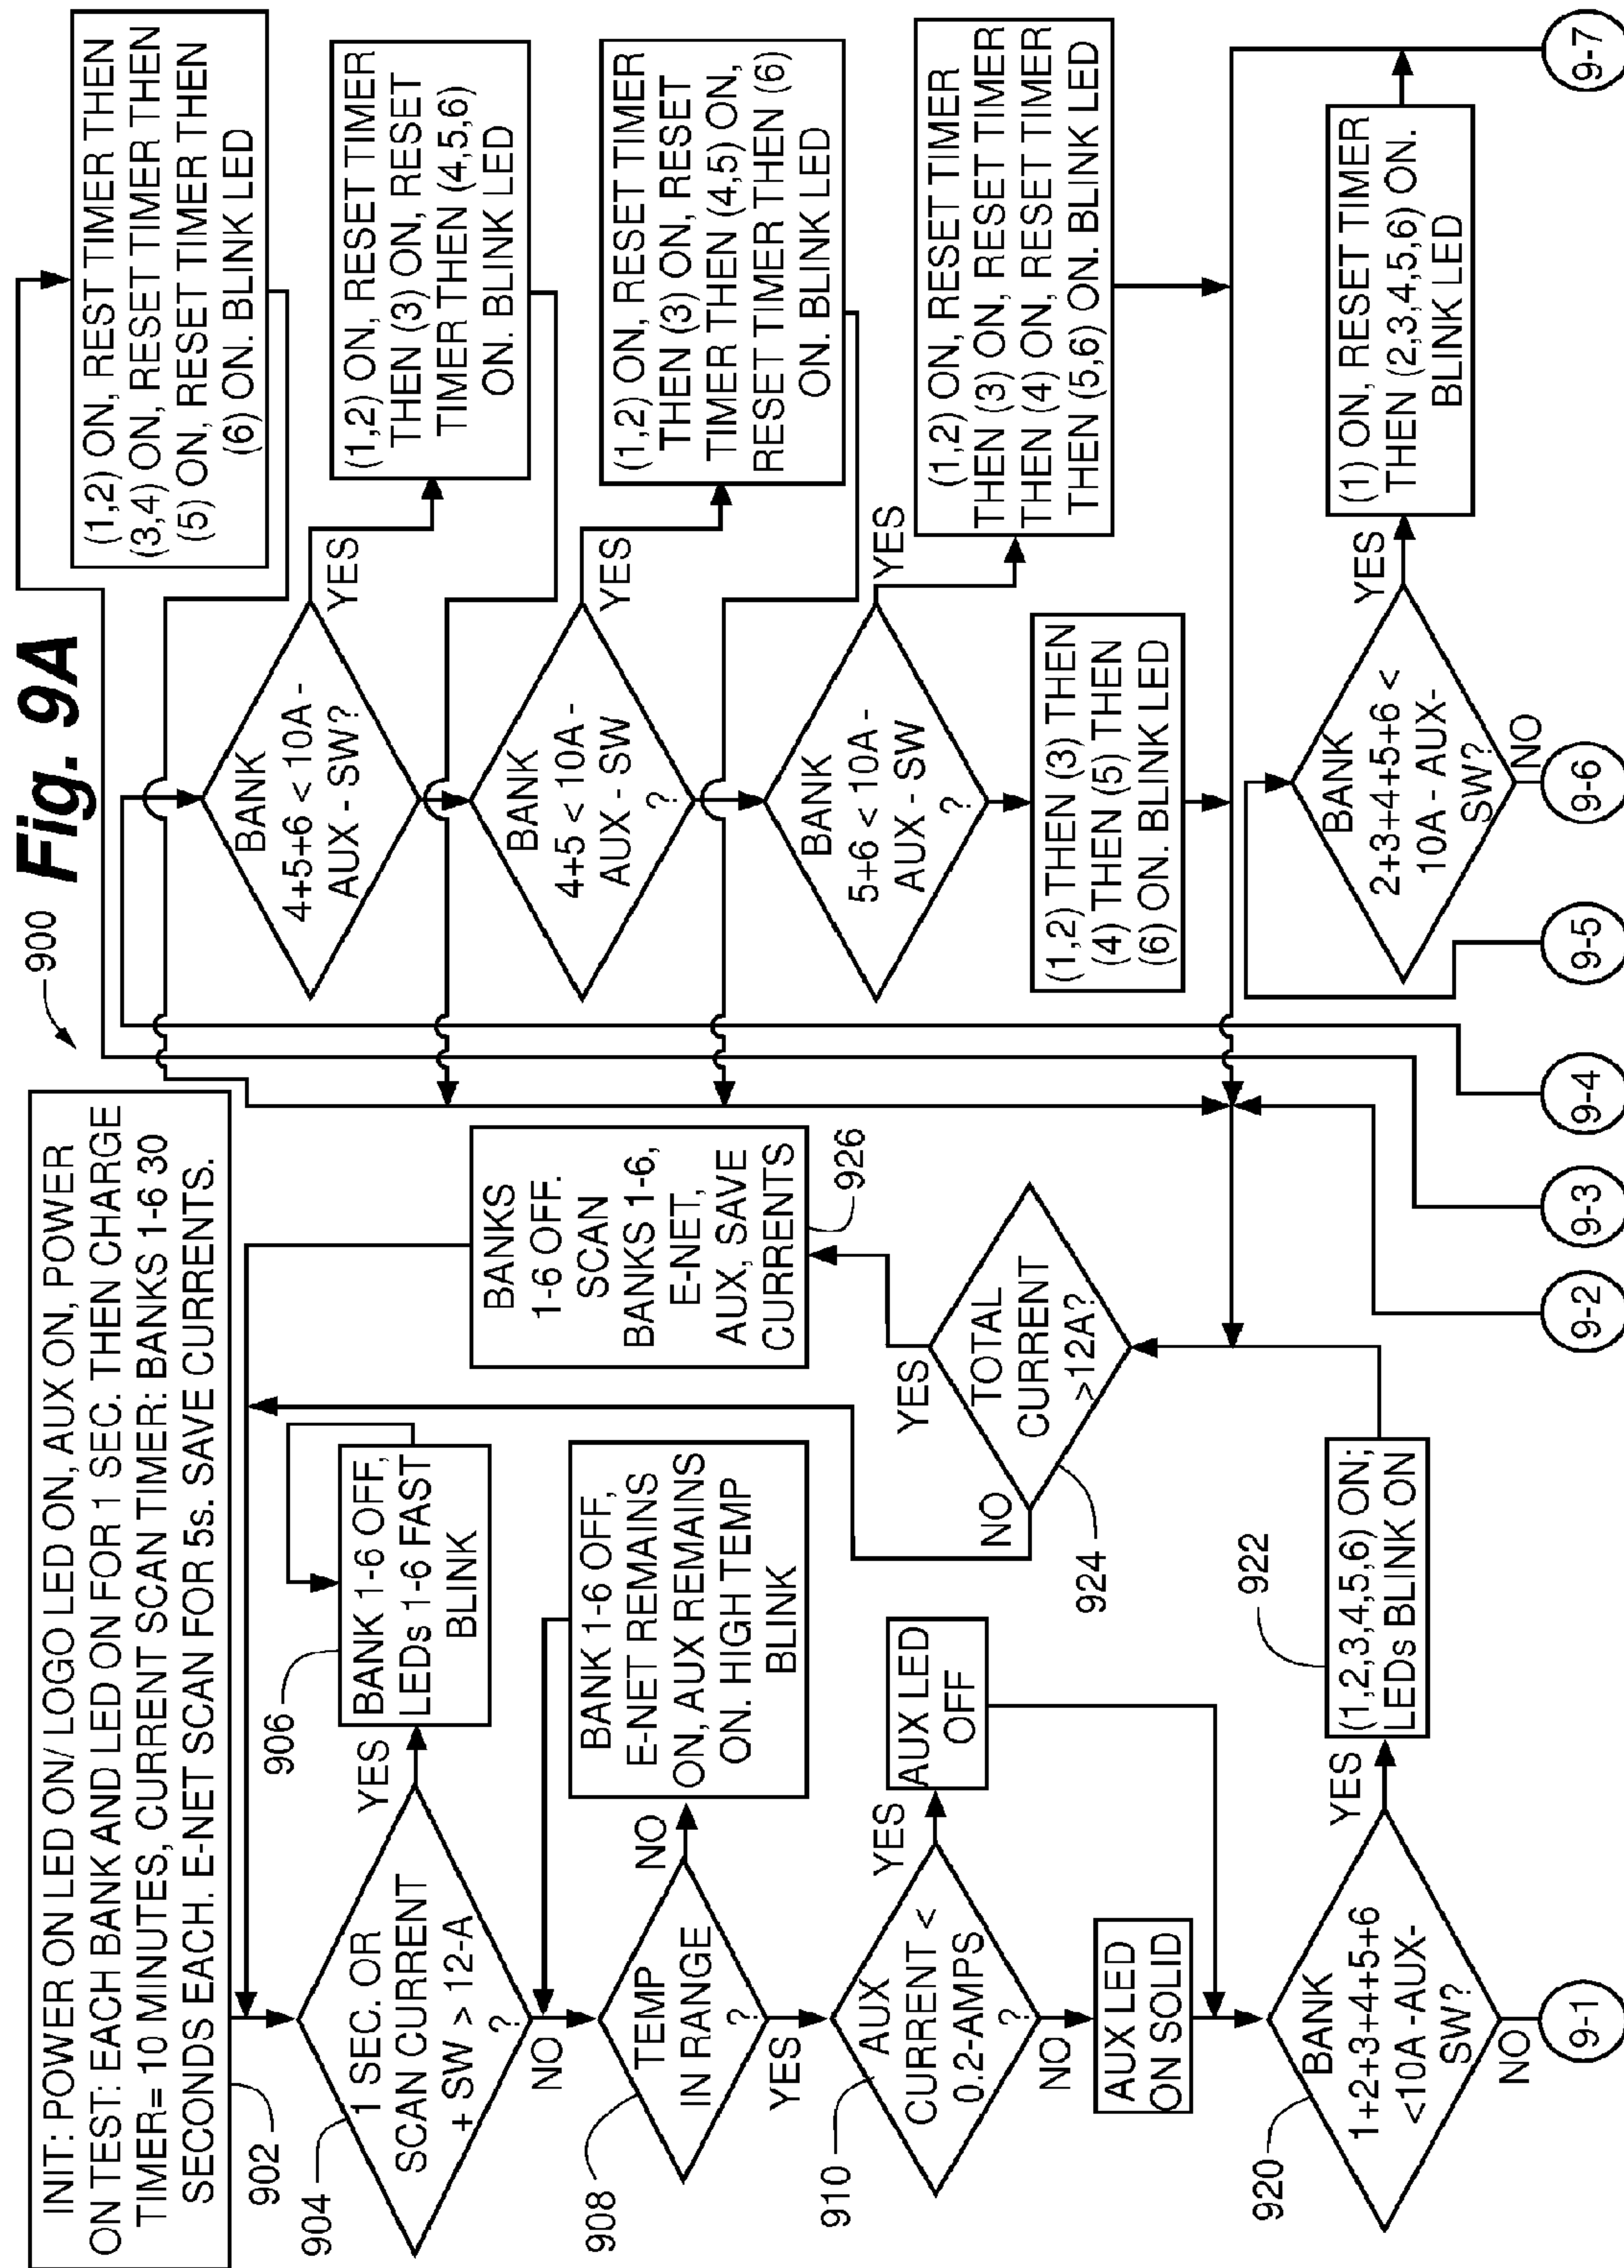 Fig. 9A
900
INIT: POWER ON LED ON/ LOGO LED ON, AUX ON, POWER
ON TEST: EACH BANK AND LED ON FOR 1 SEC. THEN CHARGE
TIMER= 10 MINUTES, CURRENT SCAN TIMER: BANKS 1-6 30
SECONDS EACH. E-NET SCAN FOR 5s. SAVE CURRENTS.
902
904
1 SEC. OR
SCAN CURRENT
+ SW > 12-A
?
YES
NO
906
BANK 1-6 OFF,
LEDs 1-6 FAST
BLINK
908
TEMP
IN RANGE
?
NO
YES
BANK 1-6 OFF,
E-NET REMAINS
ON, AUX REMAINS
ON. HIGH TEMP
BLINK
910
AUX
CURRENT <
0.2-AMPS
?
YES
NO
AUX LED
OFF
AUX LED
ON SOLID
920
BANK
1+2+3+4+5+6
<10A -AUX-
SW?
YES
NO
9-1
922
(1,2,3,4,5,6) ON;
LEDs BLINK ON
924
TOTAL
CURRENT
>12A?
YES
NO
BANKS
1-6 OFF.
SCAN
BANKS 1-6,
E-NET,
AUX, SAVE
CURRENTS
926
9-2
9-3
9-4
(1,2) ON, REST TIMER THEN
(3,4) ON, RESET TIMER THEN
(5) ON, RESET TIMER THEN
(6) ON. BLINK LED
BANK
4+5+6 < 10A -
AUX - SW?
YES
(1,2) ON, RESET TIMER
THEN (3) ON, RESET
TIMER THEN (4,5,6)
ON. BLINK LED
BANK
4+5 < 10A -
AUX - SW
?
YES
(1,2) ON, RESET TIMER
THEN (3) ON, RESET
TIMER THEN (4,5) ON,
RESET TIMER THEN (6)
ON. BLINK LED
BANK
5+6 < 10A -
AUX - SW
?
YES
(1,2) ON, RESET TIMER
THEN (3) ON, RESET TIMER
THEN (4) ON, RESET TIMER
THEN (5,6) ON. BLINK LED
(1,2) THEN (3) THEN
(4) THEN (5) THEN
(6) ON. BLINK LED
BANK
2+3+4+5+6 <
10A - AUX-
SW?
YES
NO
(1) ON, RESET TIMER
THEN (2,3,4,5,6) ON.
BLINK LED
9-5
9-6
9-7